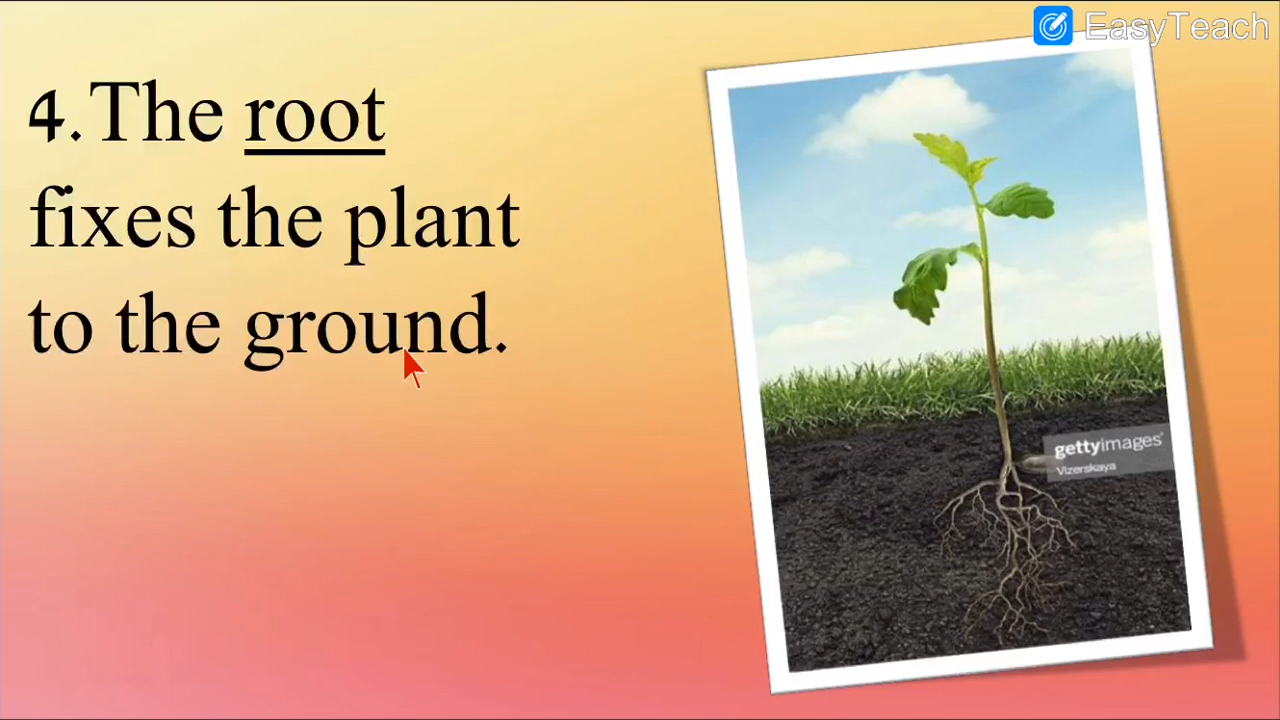 EasyTeach
4.The root
fixes the plant
to the ground.
gettyimages®
Vizerskaya